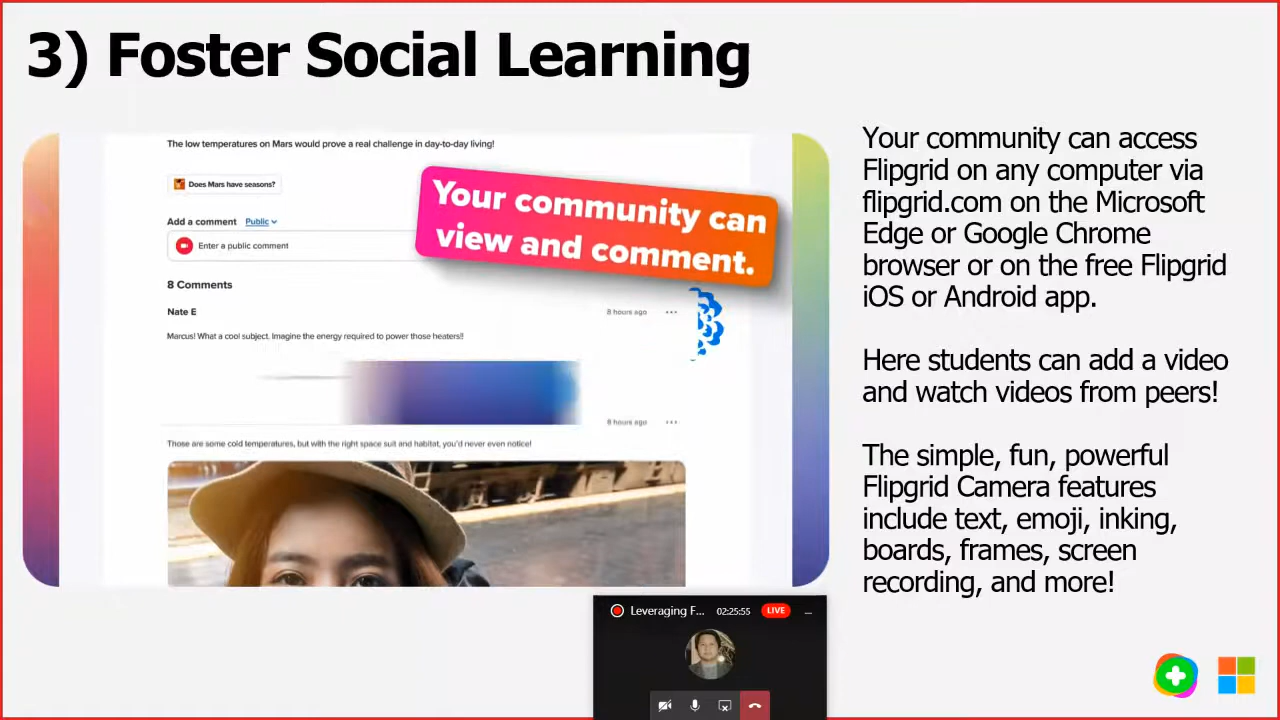 3) Foster Social Learning
The low temperatures on Mars would prove a real challenge in day-to-day living!
Does Mars have seasons?
Add a comment Public
Enter a public comment
Your community can
view and comment.
8 Comments
Nate E
8 hours ago
Marcus! What a cool subject. Imagine the energy required to power those heaters!!
8 hours ago
Those are some cold temperatures, but with the right space suit and habitat, you'd never even notice!
Your community can access
Flipgrid on any computer via
flipgrid.com on the Microsoft
Edge or Google Chrome
browser or on the free Flipgrid
iOS or Android app.
Here students can add a video
and watch videos from peers!
The simple, fun, powerful
Flipgrid Camera features
include text, emoji, inking,
boards, frames, screen
recording, and more!
Leveraging F... 02:25:55 LIVE